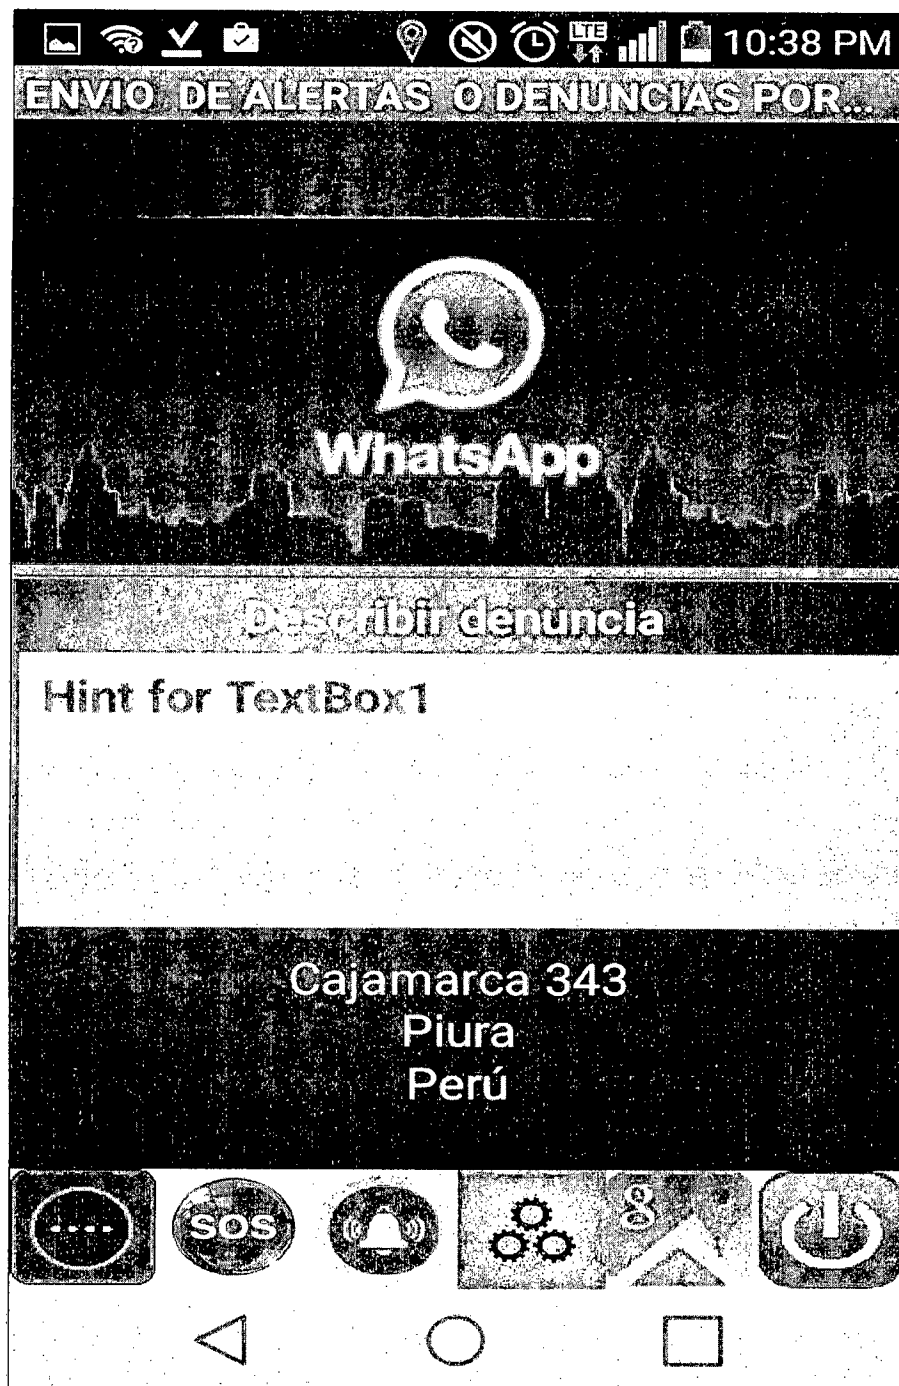 LTE 10:38 PM
ENVIO DE ALERTAS O DENUNCIAS POR...
WhatsApp
Describir denuncia
Hint for TextBox1
Cajamarca 343
Piura
Perú
SOS